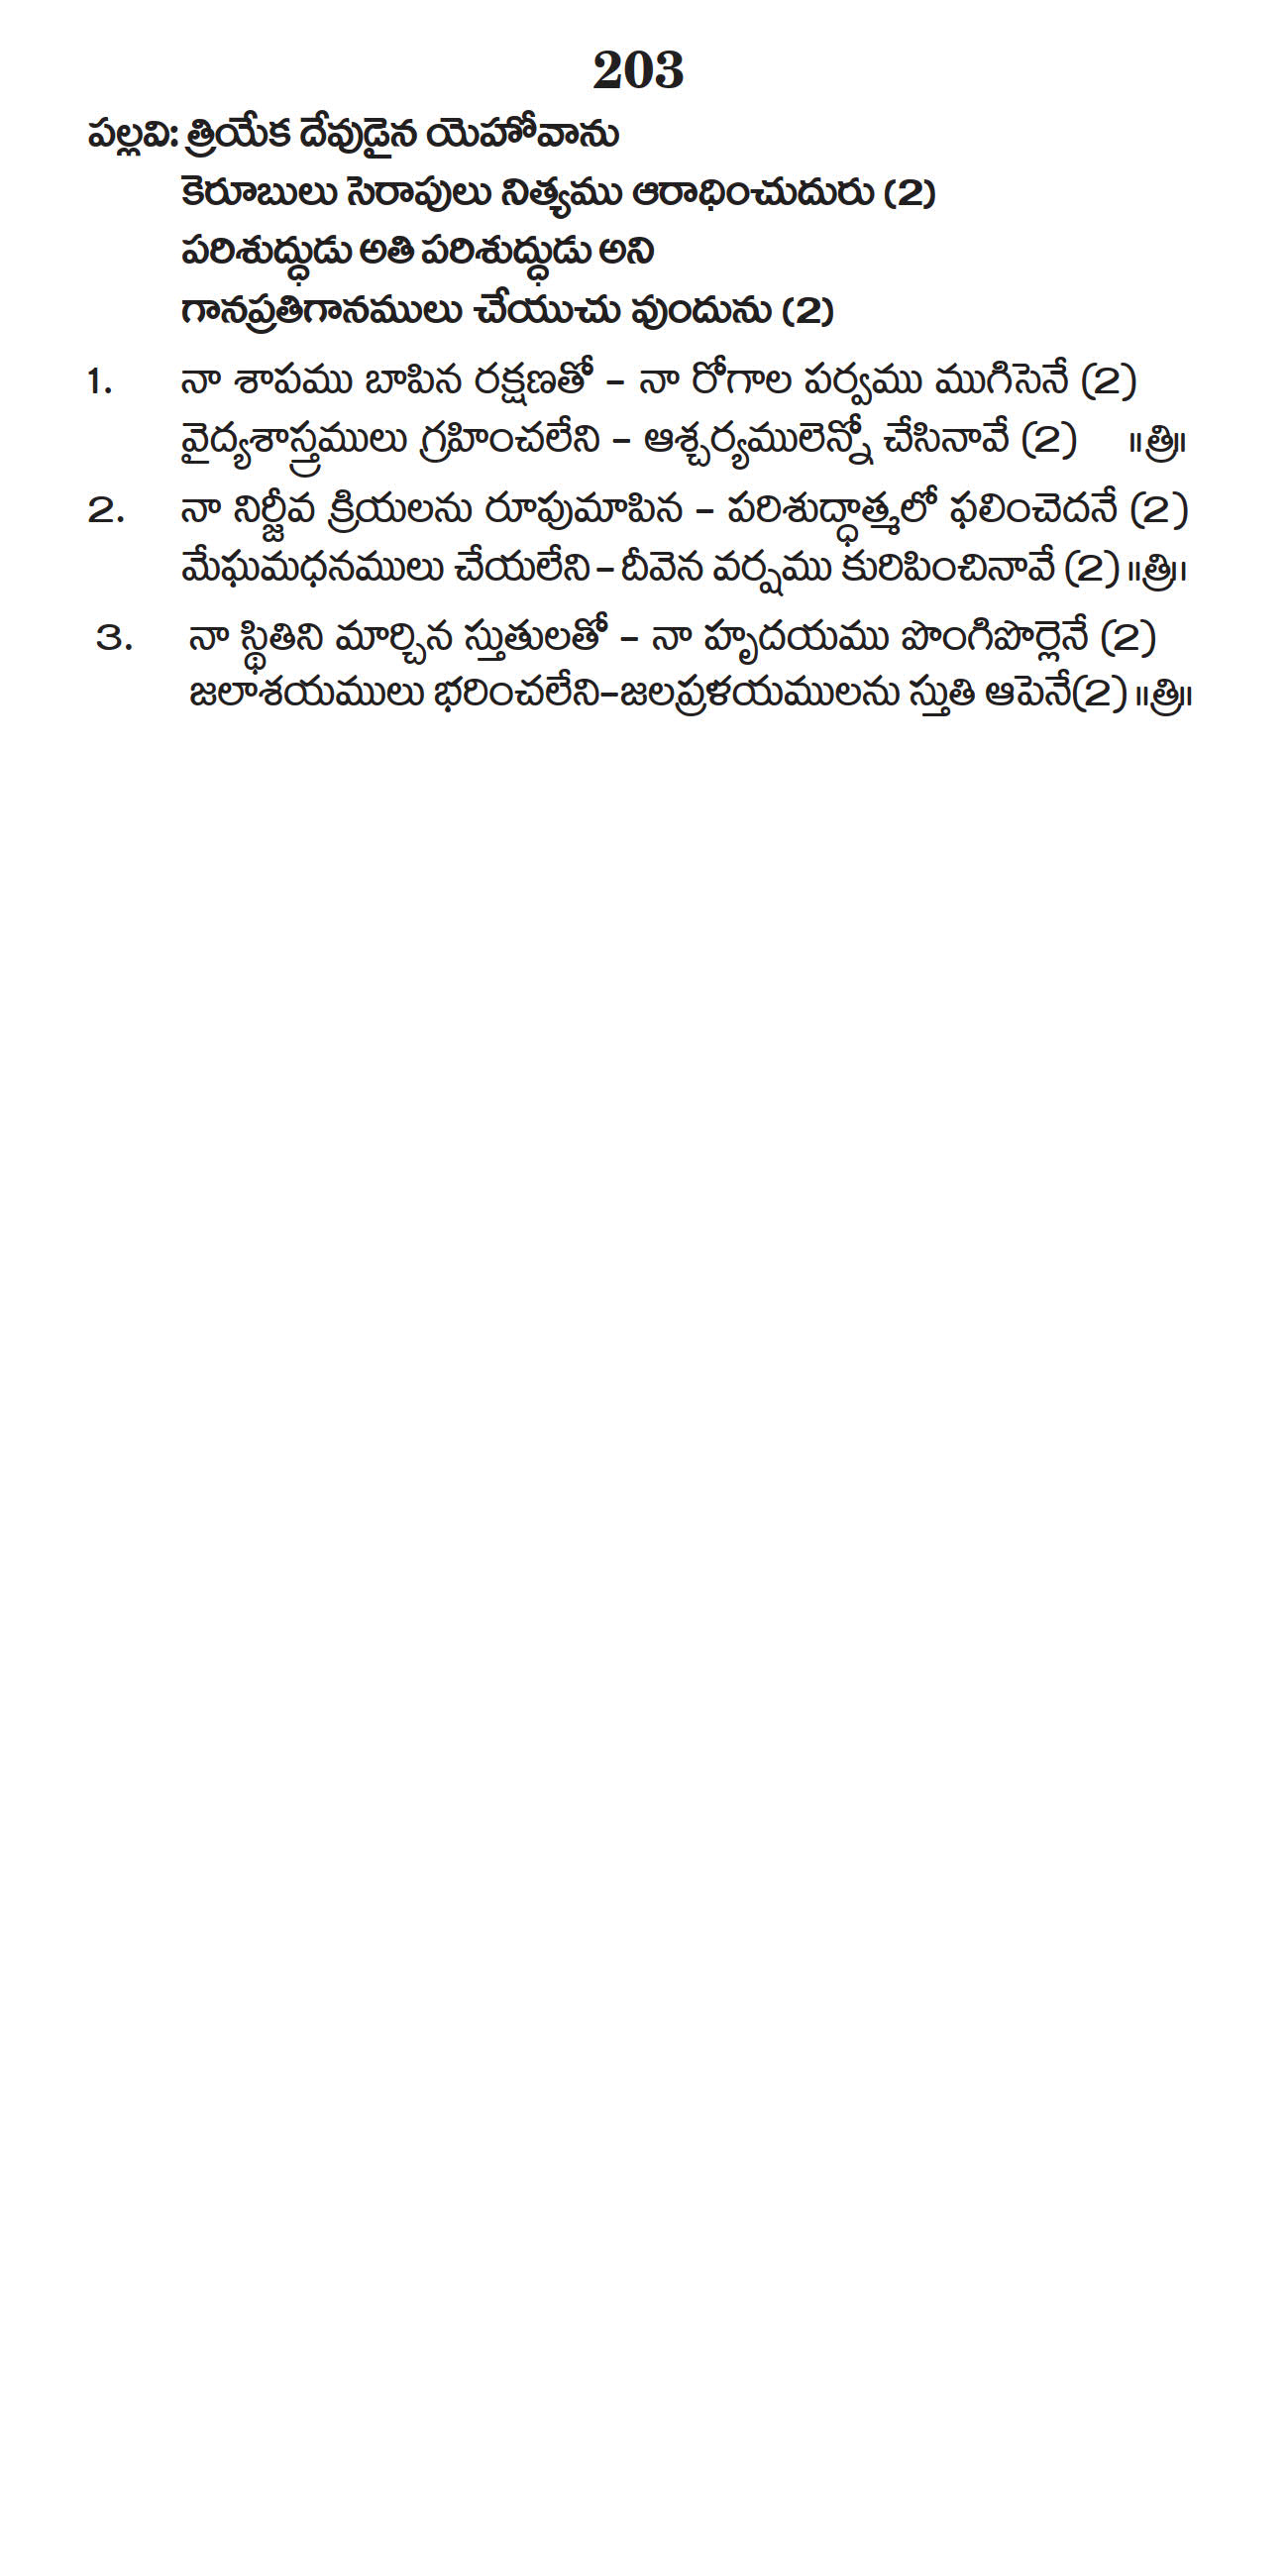 203
పల్లవి: త్రియేక దేవుడైన యెహోవాను
కెరూబులు సెరాపులు నిత్యము ఆరాధించుదురు (2)
పరిశుద్ధుడు అతి పరిశుద్ధుడు అని
గానప్రతిగానములు చేయుచు వుందును (2)
1. నా శాపము బాపిన రక్షణతో - నా రోగాల పర్వము ముగిసెనే (2)
వైద్యశాస్త్రములు గ్రహించలేని - ఆశ్చర్యములెన్నో చేసినావే (2) ॥త్రి॥
2. నా నిర్జీవ క్రియలను రూపుమాపిన - పరిశుద్ధాత్మలో ఫలించెదనే (2)
మేఘమధనములు చేయలేని - దీవెన వర్షము కురిపించినావే (2) ॥త్రి॥
3. నా స్థితిని మార్చిన స్తుతులతో - నా హృదయము పొంగిపొర్లెనే (2)
జలాశయములు భరించలేని-జలప్రళయములను స్తుతి ఆపెనే(2) ॥త్రి॥